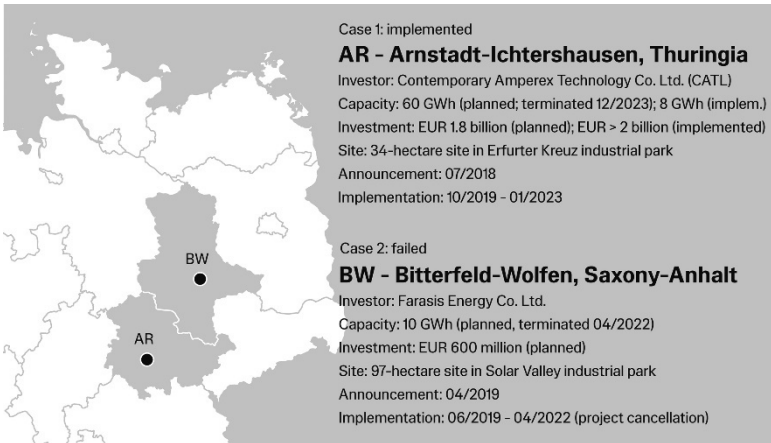 Case 1: implemented
AR - Arnstadt-Ichtershausen, Thuringia
Investor: Contemporary Amperex Technology Co. Ltd. (CATL)
Capacity: 60 GWh (planned; terminated 12/2023); 8 GWh (implem.)
Investment: EUR 1.8 billion (planned); EUR > 2 billion (implemented)
Site: 34-hectare site in Erfurter Kreuz industrial park
Announcement: 07/2018
Implementation: 10/2019 - 01/2023
Case 2: failed
BW - Bitterfeld-Wolfen, Saxony-Anhalt
Investor: Farasis Energy Co. Ltd.
Capacity: 10 GWh (planned, terminated 04/2022)
Investment: EUR 600 million (planned)
Site: 97-hectare site in Solar Valley industrial park
Announcement: 04/2019
Implementation: 06/2019 - 04/2022 (project cancellation)
BW
AR